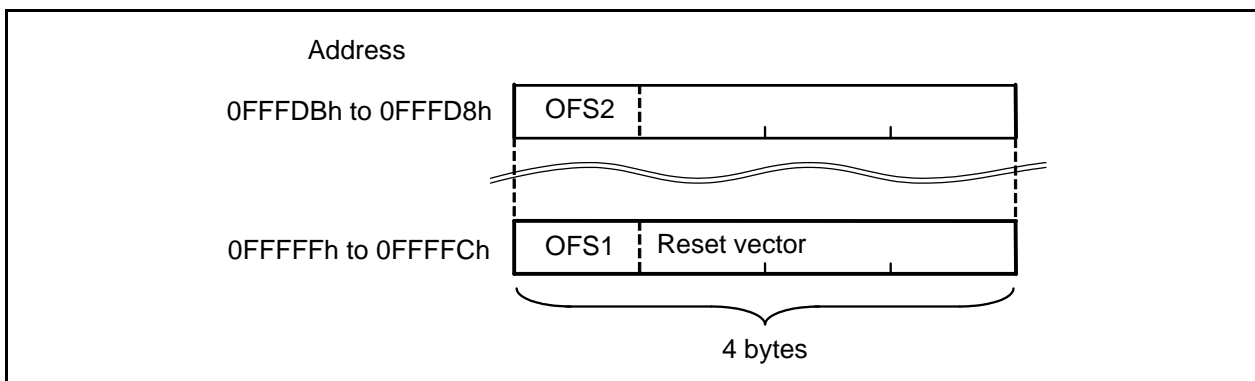 Address
0FFFDBh to 0FFFD8h OFS2
0FFFFFh to 0FFFFCh OFS1 Reset vector
4 bytes